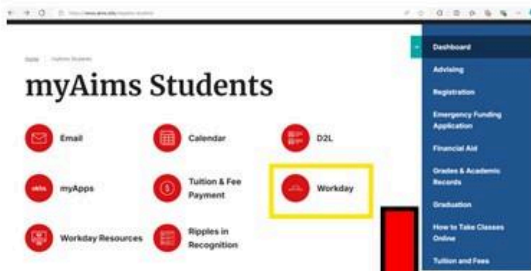 Home
myAims Students
Email
Calendar
D2L
myApps
Tuition & Fee
Payment
Workday
Workday Resources
Ripples in
Recognition
Dashboard
Advising
Registration
Emergency Funding
Application
Financial Aid
Grades & Academic
Records
Graduation
How to Take Classes
Online
Tuition and Fees